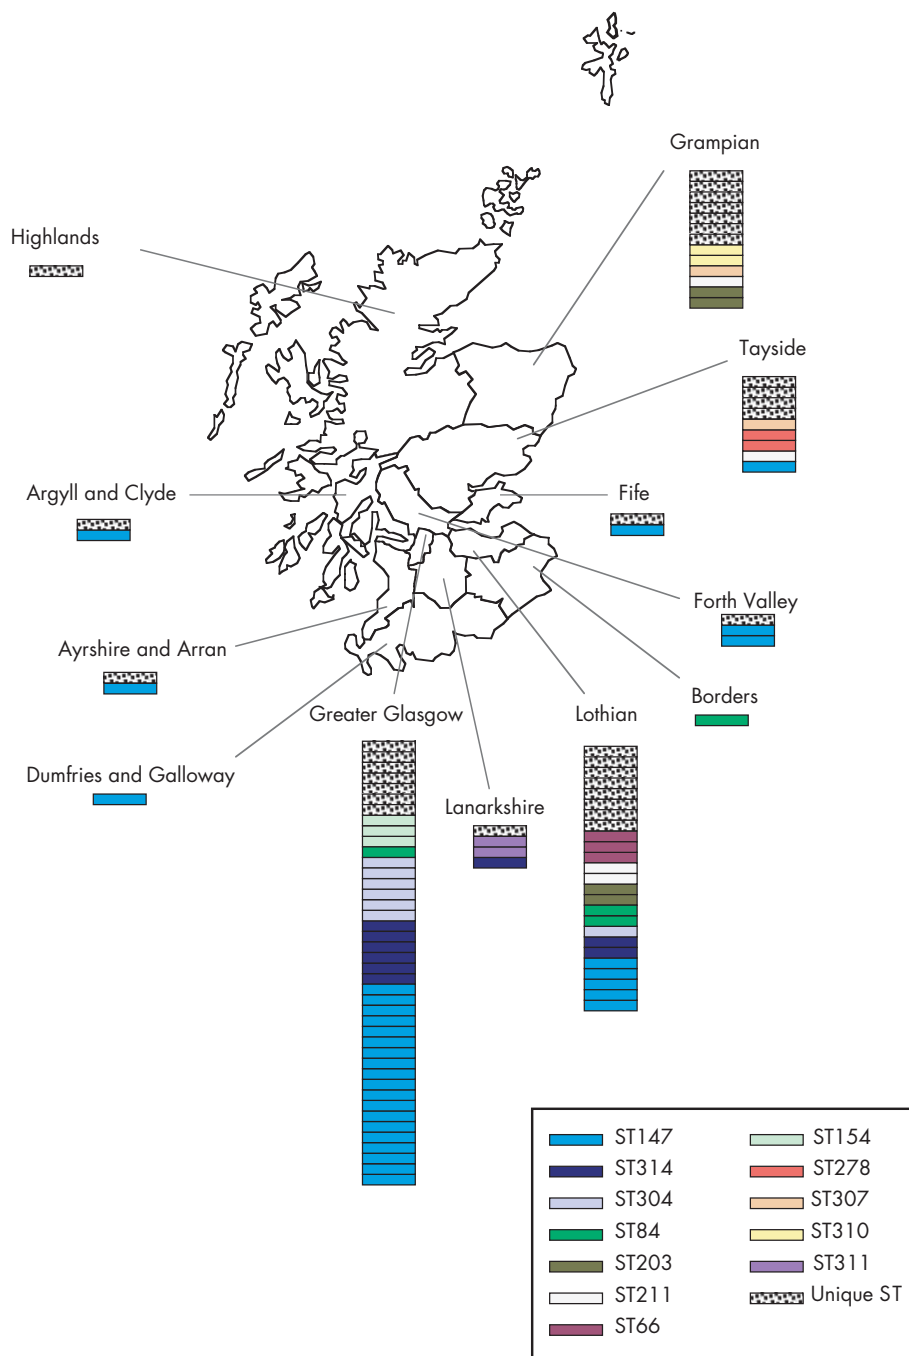 Grampian
Highlands
Tayside
Argyll and Clyde
Fife
Forth Valley
Ayrshire and Arran
Borders
Greater Glasgow
Lothian
Dumfries and Galloway
Lanarkshire
ST147
ST154
ST314
ST278
ST304
ST307
ST84
ST310
ST203
ST311
ST211
Unique ST
ST66